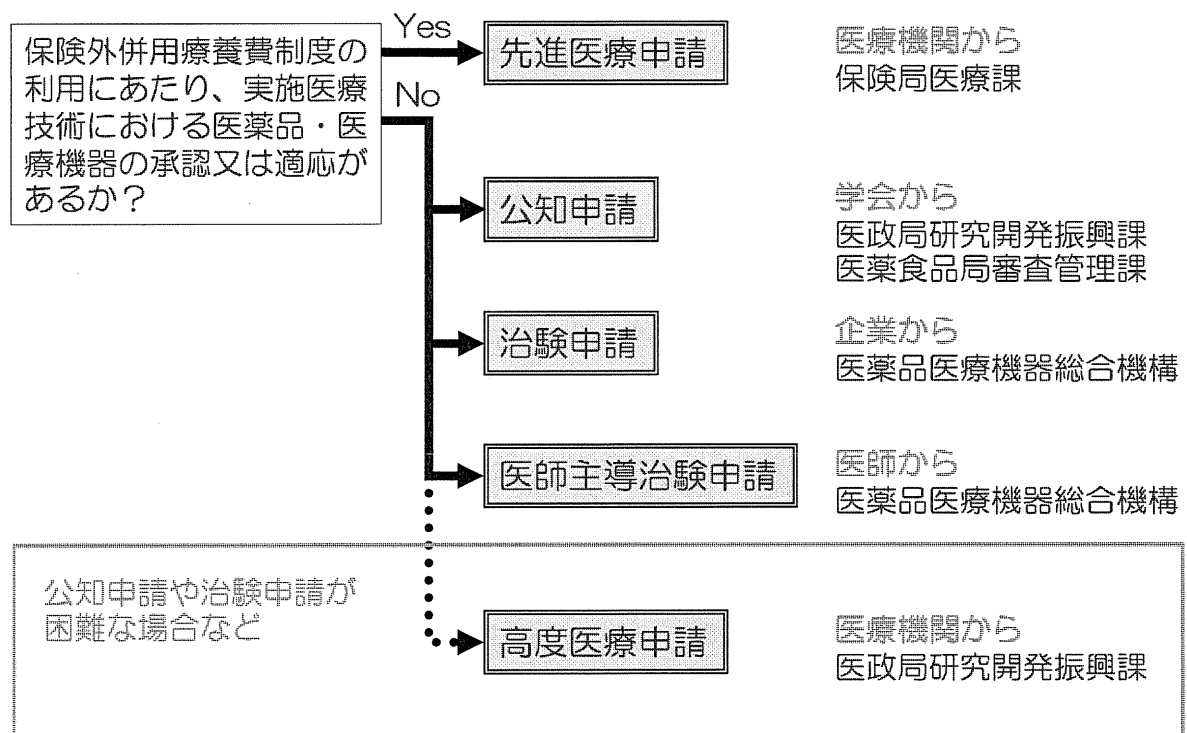 保険外併用療養費制度の
利用にあたり、実施医療
技術における医薬品・医
療機器の承認又は適応が
あるか？
Yes
No
先進医療申請
医療機関から
保険局医療課
公知申請
学会から
医政局研究開発振興課
医薬食品局審査管理課
治験申請
企業から
医薬品医療機器総合機構
医師主導治験申請
医師から
医薬品医療機器総合機構
公知申請や治験申請が
困難な場合など
高度医療申請
医療機関から
医政局研究開発振興課